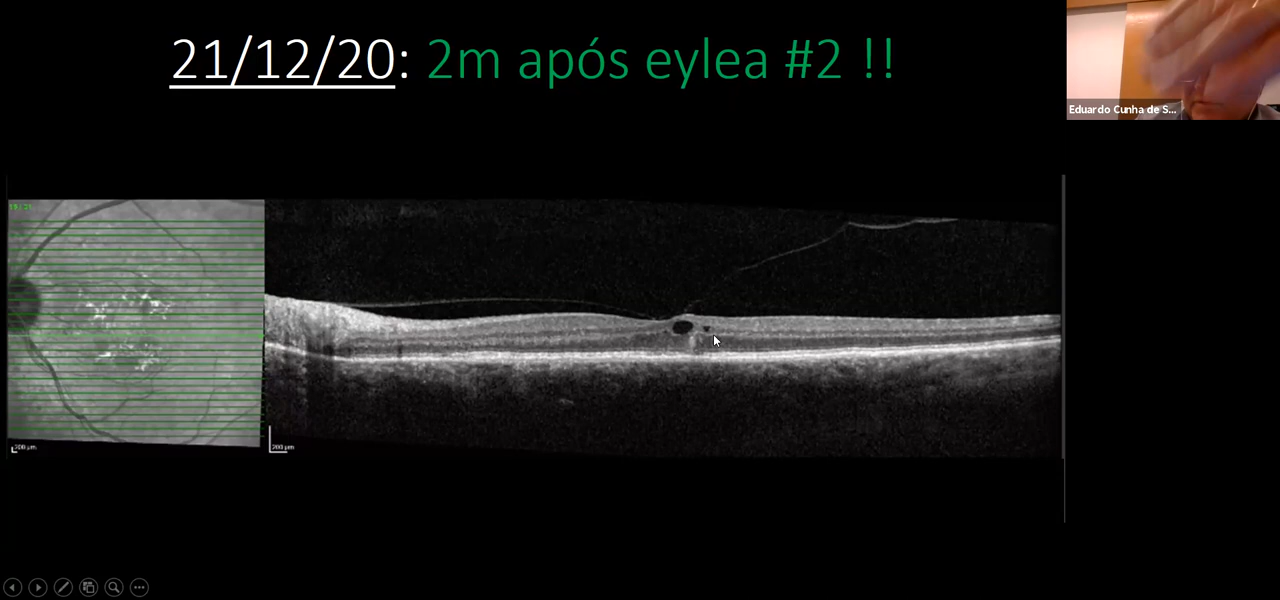 21/12/20: 2m após eylea #2 !!
Eduardo Cunha de S...
200 µm
200 µm